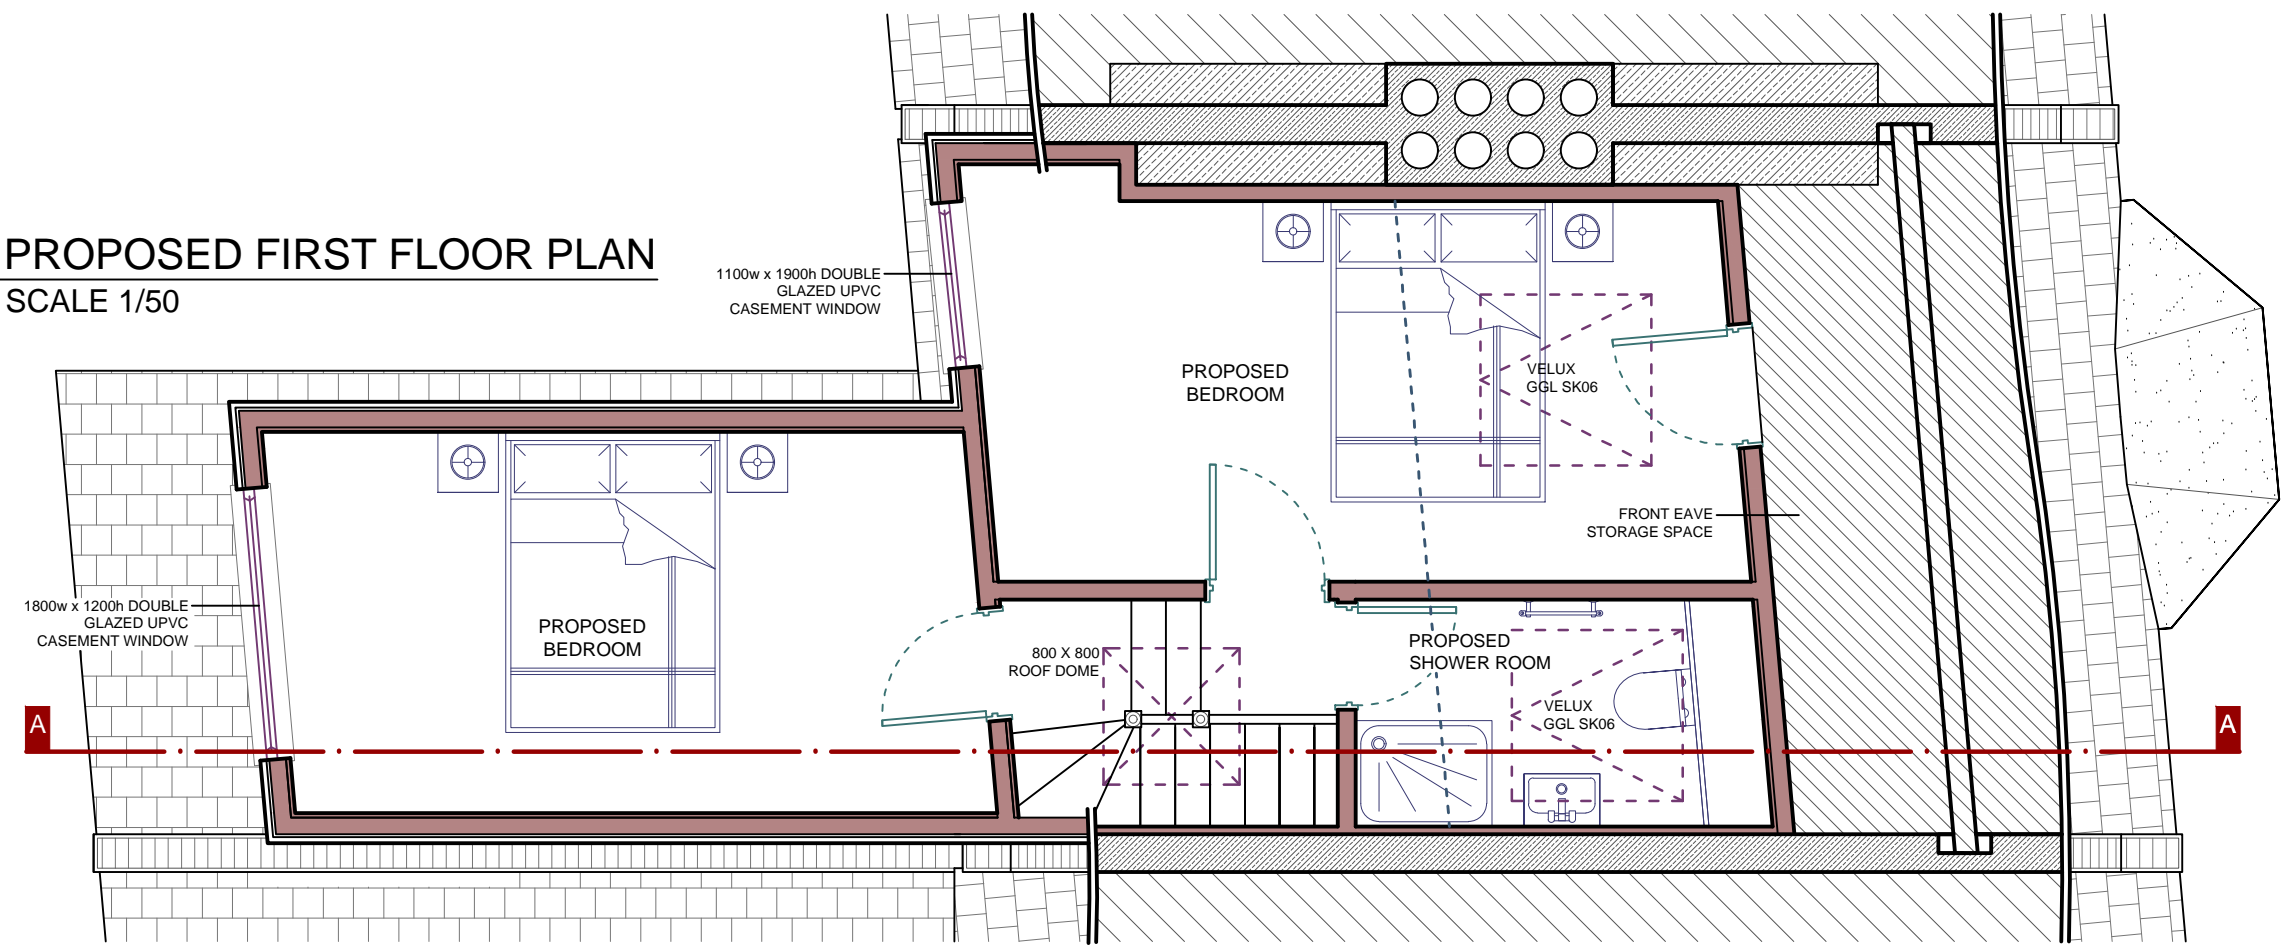 PROPOSED FIRST FLOOR PLAN
SCALE 1/50
1100w x 1900h DOUBLE
GLAZED UPVC
CASEMENT WINDOW
PROPOSED
BEDROOM
VELUX
GGL SK06
FRONT EAVE
STORAGE SPACE
1800w x 1200h DOUBLE
GLAZED UPVC
CASEMENT WINDOW
PROPOSED
BEDROOM
800 X 800
ROOF DOME
PROPOSED
SHOWER ROOM
VELUX
GGL SK06
A
A